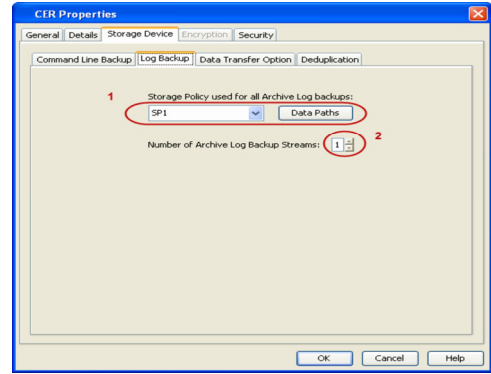 CER Properties
General Details Storage Device Encryption Security
Command Line Backup Log Backup Data Transfer Option Deduplication
1 Storage Policy used for all Archive Log backups:
SP1 Data Paths
Number of Archive Log Backup Streams: 1 2
OK Cancel Help